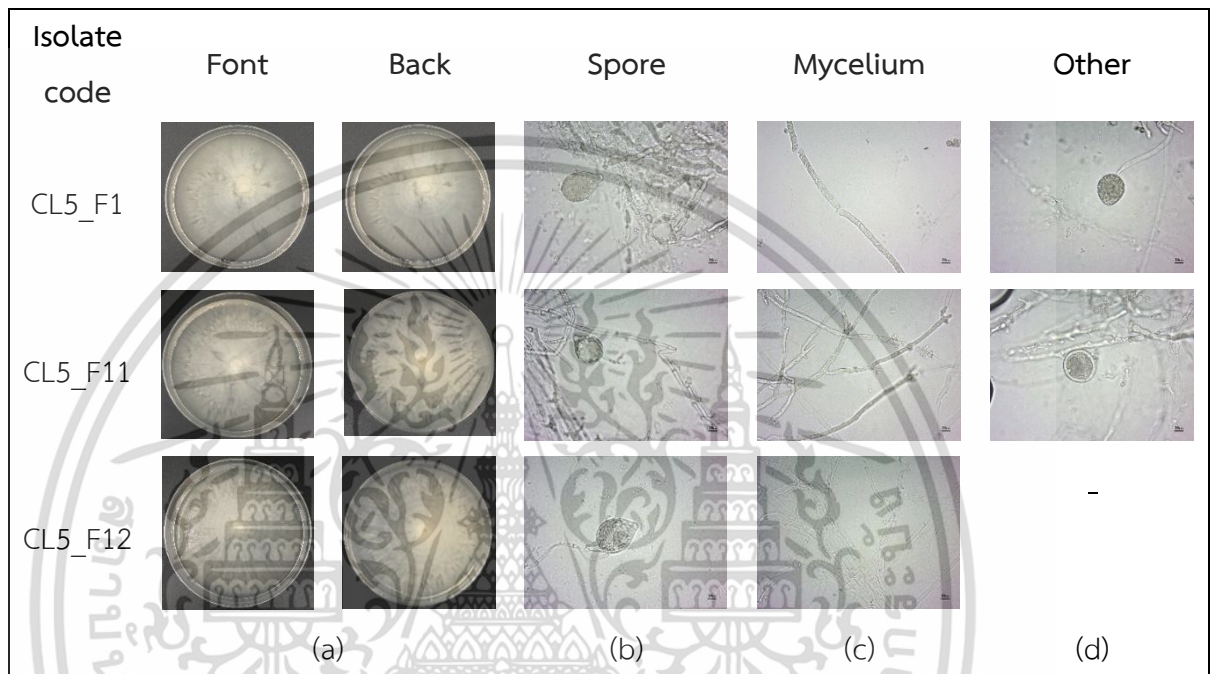 Isolate
code
Font Back Spore Mycelium Other
CL5_F1
CL5_F11
CL5_F12
-
(a) (b) (c) (d)